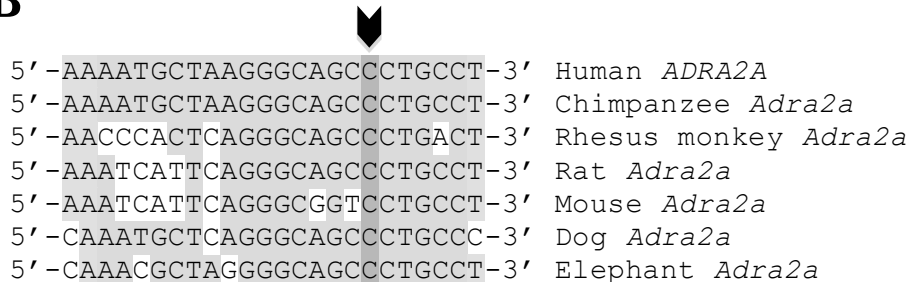 B
5′-AAAATGCTAAGGGCAGCCCTGCCT-3′ Human ADRA2A
5′-AAAATGCTAAGGGCAGCCCTGCCT-3′ Chimpanzee Adra2a
5′-AACCCACTCAGGGCAGCCCTGACT-3′ Rhesus monkey Adra2a
5′-AAATCATTCAGGGCAGCCCTGCCT-3′ Rat Adra2a
5′-AAATCATTCAGGGCGGTCCTGCCT-3′ Mouse Adra2a
5′-CAAATGCTCAGGGCAGCCCTGCCC-3′ Dog Adra2a
5′-CAAACGCTAGGGGCAGCCCTGCCT-3′ Elephant Adra2a